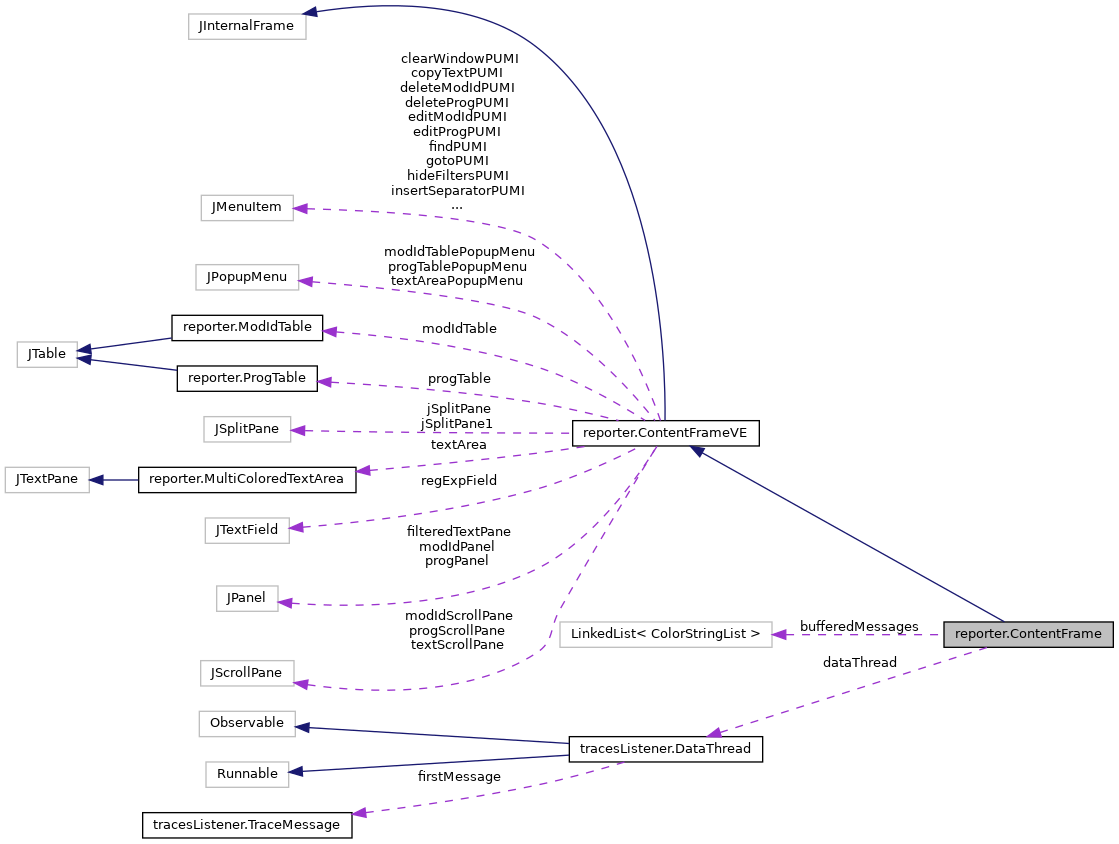 JInternalFrame
clearWindowPUMI
copyTextPUMI
deleteModIdPUMI
deleteProgPUMI
editModIdPUMI
editProgPUMI
findPUMI
gotoPUMI
hideFiltersPUMI
insertSeparatorPUMI
...
JMenuItem
modIdTablePopupMenu
progTablePopupMenu
textAreaPopupMenu
JPopupMenu
reporter.ModIdTable
modIdTable
JTable
reporter.ProgTable
progTable
jSplitPane
jSplitPane1
JSplitPane
reporter.ContentFrameVE
textArea
JTextPane
reporter.MultiColoredTextArea
regExpField
JTextField
filteredTextPane
modIdPanel
progPanel
JPanel
modIdScrollPane
progScrollPane
textScrollPane
LinkedList< ColorStringList >
bufferedMessages
reporter.ContentFrame
JScrollPane
dataThread
Observable
tracesListener.DataThread
Runnable
firstMessage
tracesListener.TraceMessage